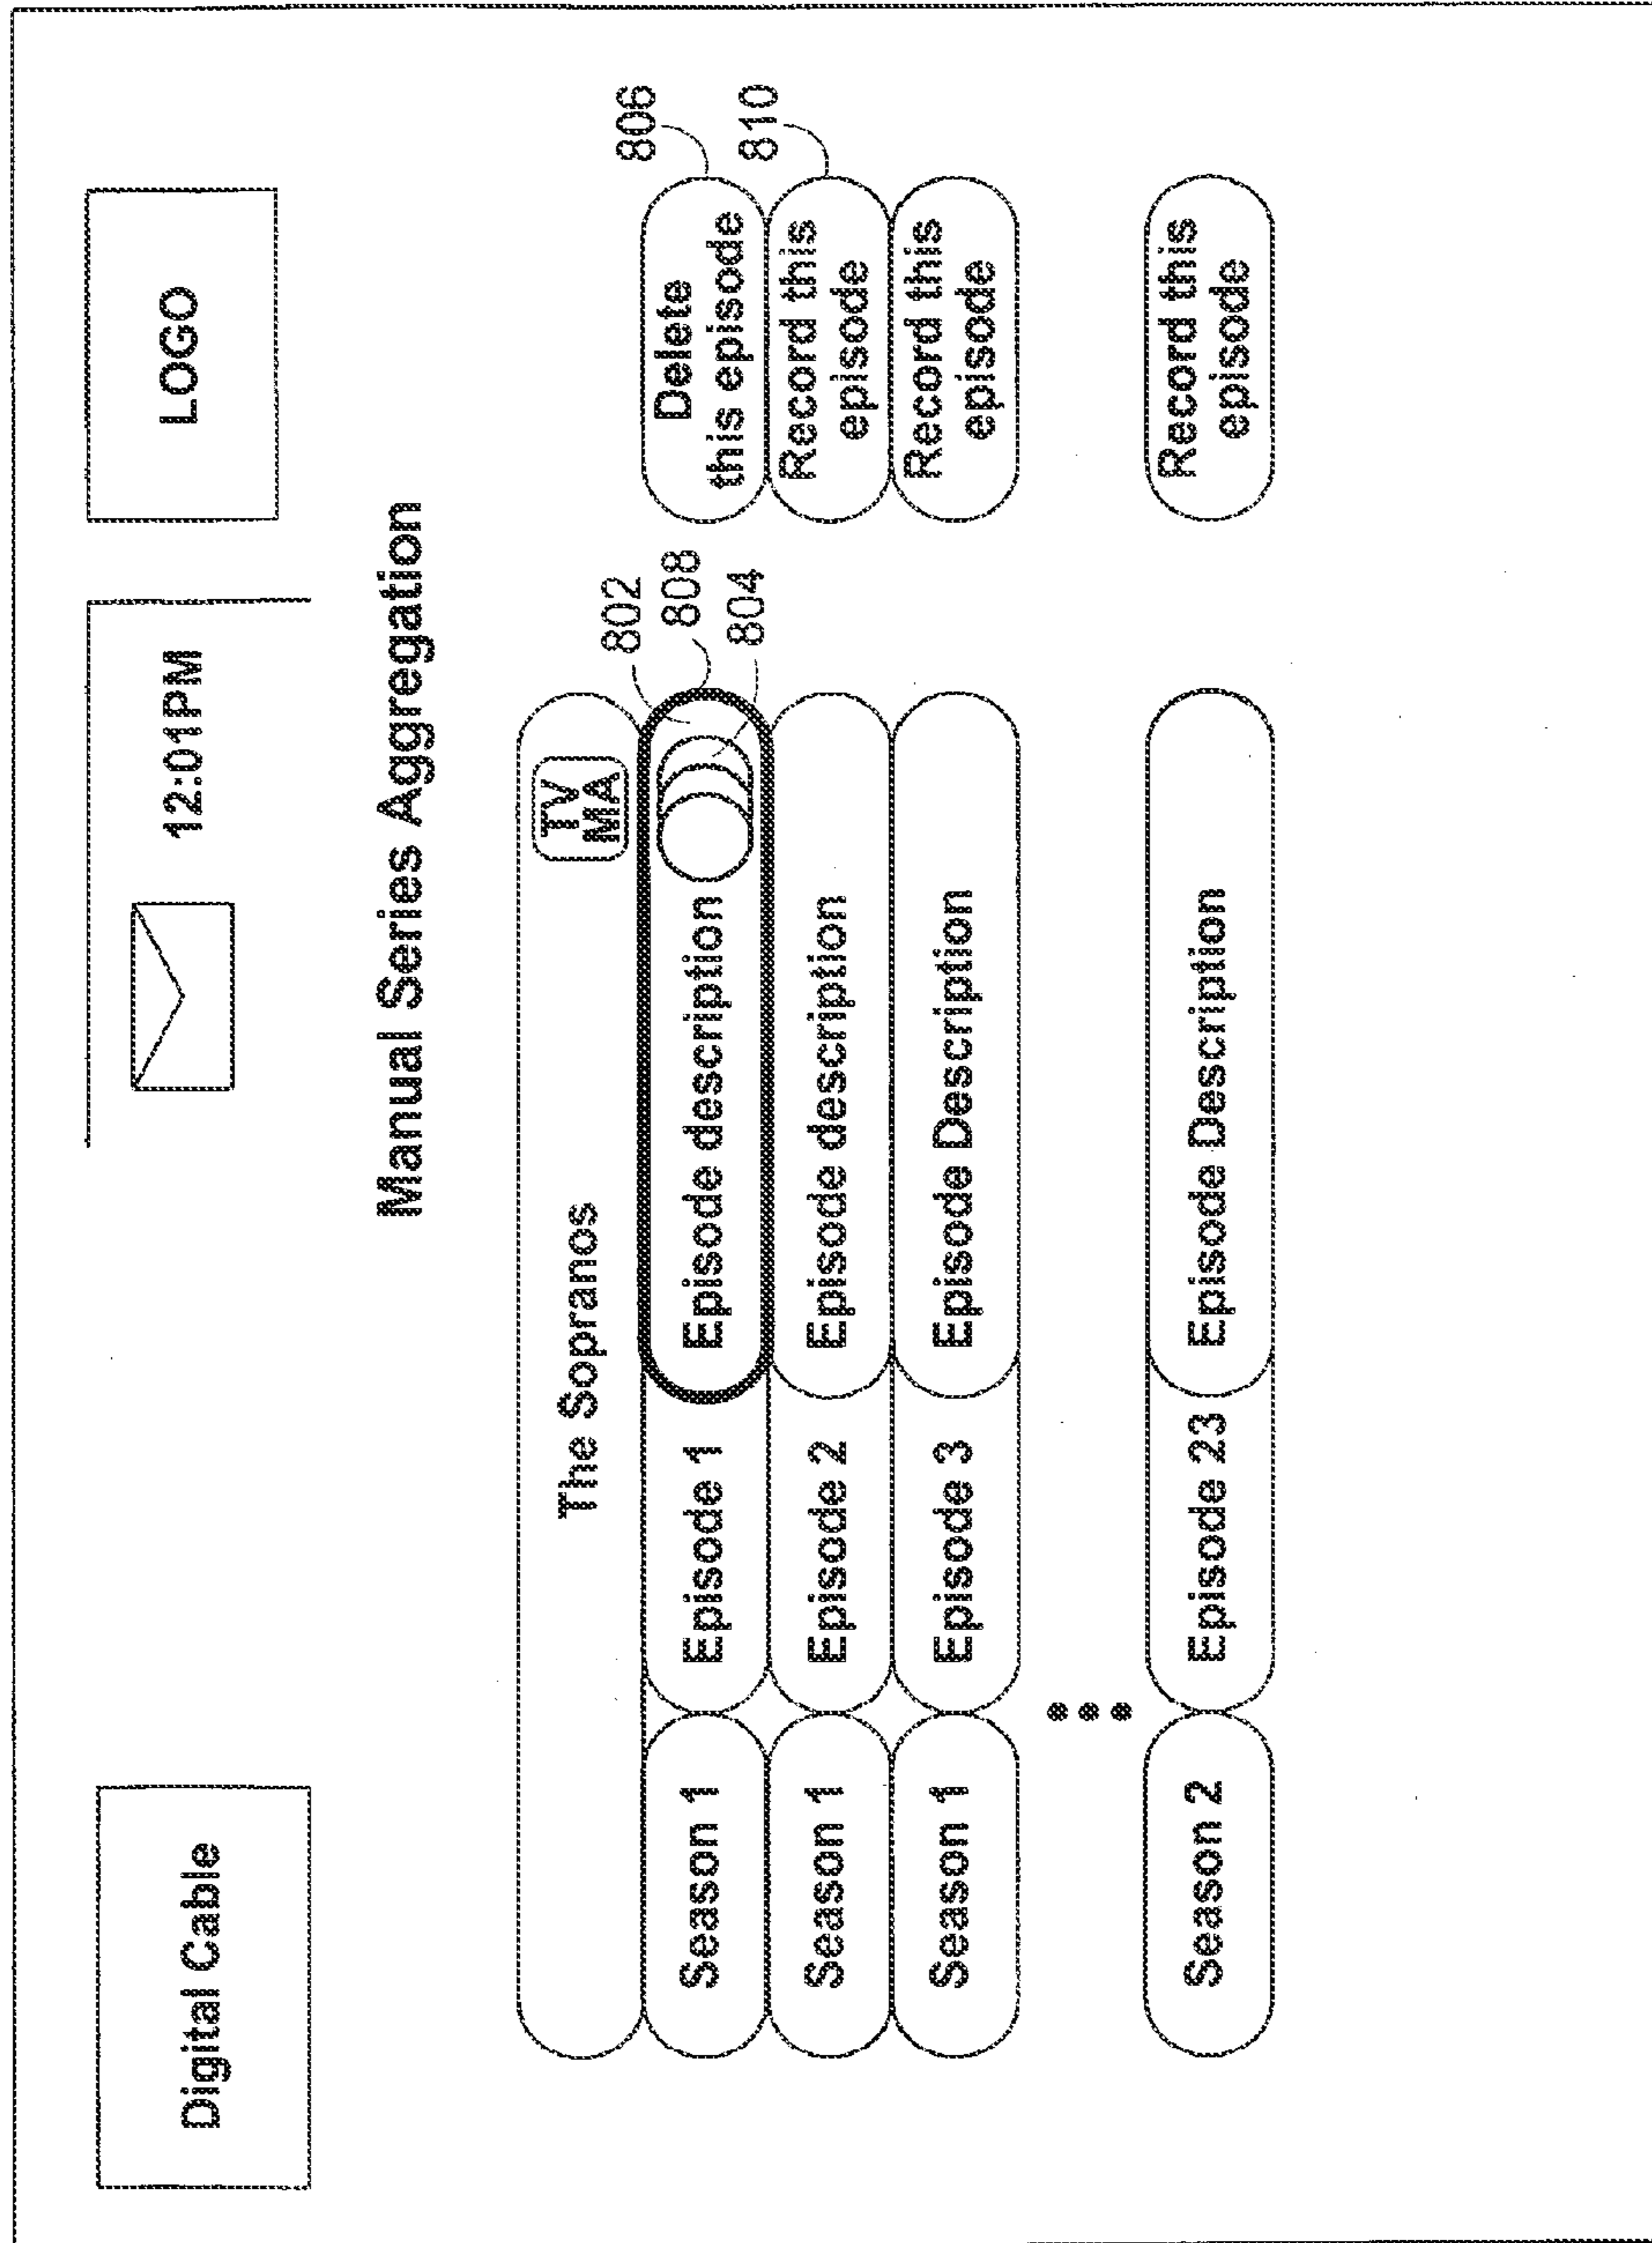 Digital Cable
12:01PM
LOGO
Manual Series Aggregation
The Sopranos
TV
MA
802
808
804
806
810
Season 1
Episode 1
Episode description
Delete
this episode
Season 1
Episode 2
Episode description
Record this
episode
Season 1
Episode 3
Episode Description
Record this
episode
Season 2
Episode 23
Episode Description
Record this
episode